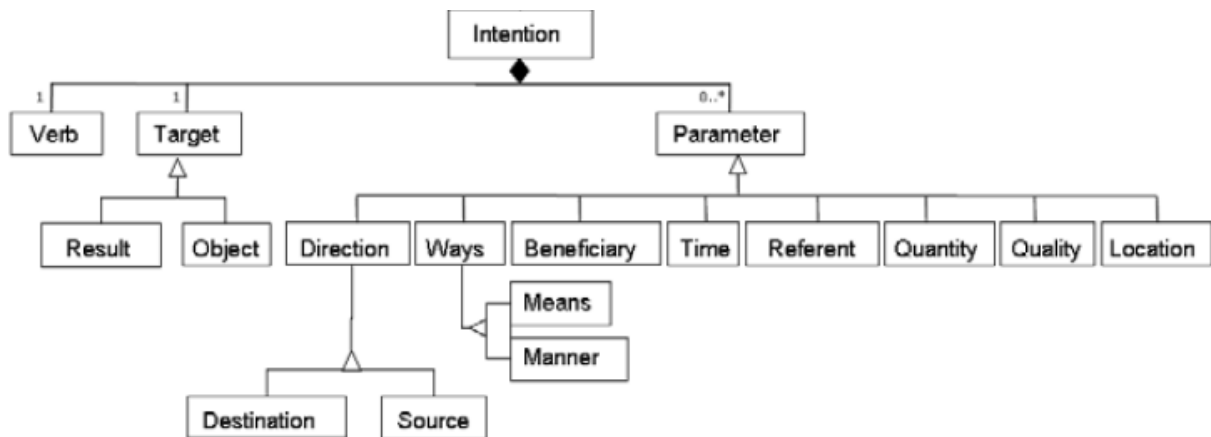 Intention
1 1 0..*
Verb Target Parameter
Result Object Direction Ways Beneficiary Time Referent Quantity Quality Location
Means
Manner
Destination Source